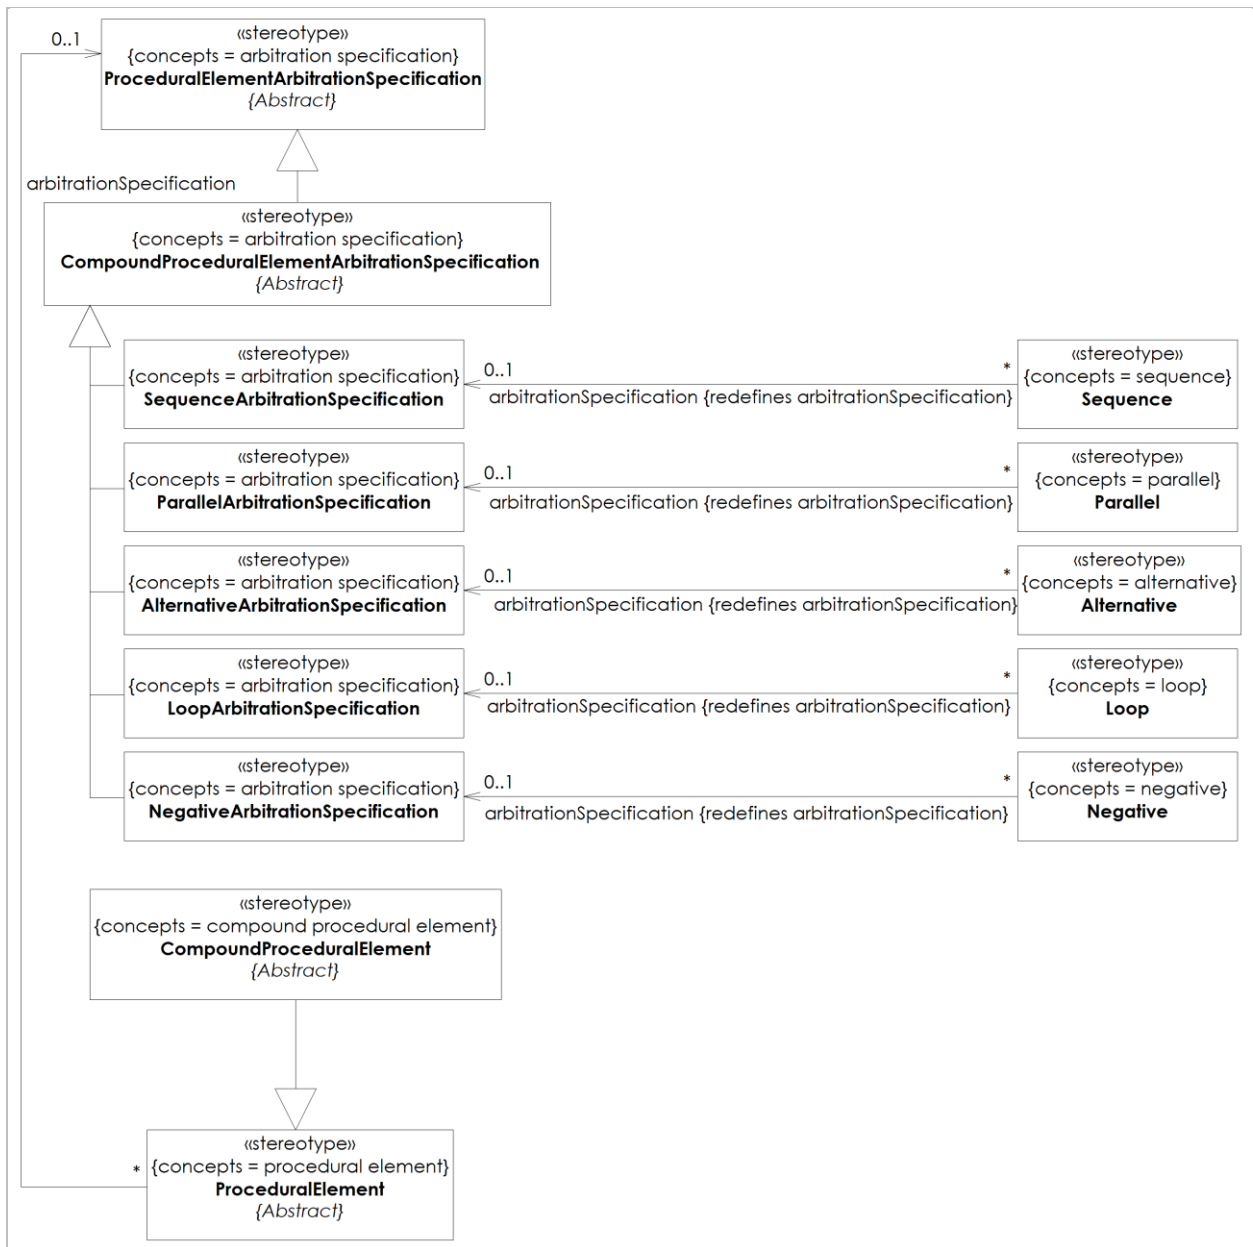 0..1
«stereotype»
{concepts = arbitration specification}
ProceduralElementArbitrationSpecification
{Abstract}
arbitrationSpecification
«stereotype»
{concepts = arbitration specification}
CompoundProceduralElementArbitrationSpecification
{Abstract}
«stereotype»
{concepts = arbitration specification}
SequenceArbitrationSpecification
0..1
*
arbitrationSpecification {redefines arbitrationSpecification}
«stereotype»
{concepts = sequence}
Sequence
«stereotype»
{concepts = arbitration specification}
ParallelArbitrationSpecification
0..1
*
arbitrationSpecification {redefines arbitrationSpecification}
«stereotype»
{concepts = parallel}
Parallel
«stereotype»
{concepts = arbitration specification}
AlternativeArbitrationSpecification
0..1
*
arbitrationSpecification {redefines arbitrationSpecification}
«stereotype»
{concepts = alternative}
Alternative
«stereotype»
{concepts = arbitration specification}
LoopArbitrationSpecification
0..1
*
arbitrationSpecification {redefines arbitrationSpecification}
«stereotype»
{concepts = loop}
Loop
«stereotype»
{concepts = arbitration specification}
NegativeArbitrationSpecification
0..1
*
arbitrationSpecification {redefines arbitrationSpecification}
«stereotype»
{concepts = negative}
Negative
«stereotype»
{concepts = compound procedural element}
CompoundProceduralElement
{Abstract}
*
«stereotype»
{concepts = procedural element}
ProceduralElement
{Abstract}